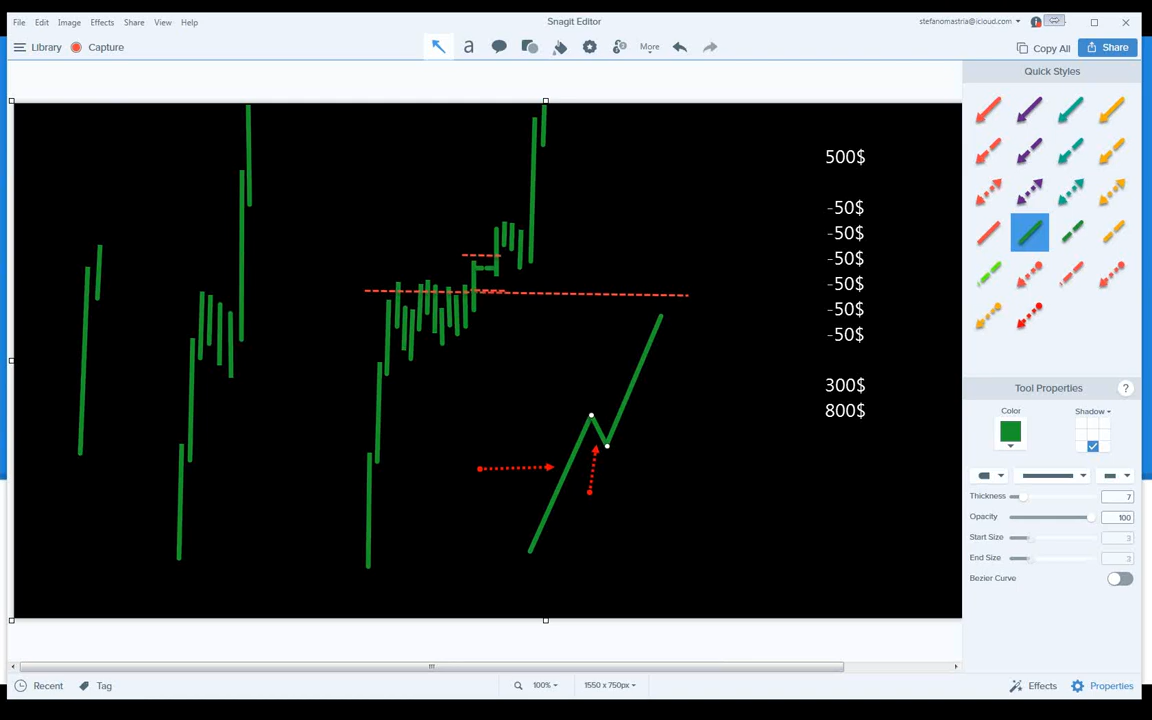 File Edit Image Effects Share View Help
Snagit Editor
stefanomastria@icloud.com
Library Capture
a
More
Copy All
Share
Quick Styles
500$
-50$
-50$
-50$
-50$
-50$
-50$
300$
800$
Tool Properties
?
Color
Shadow
Thickness
7
Opacity
100
Start Size
3
End Size
3
Bezier Curve
Recent
Tag
100%
1550 x 750px
Effects
Properties